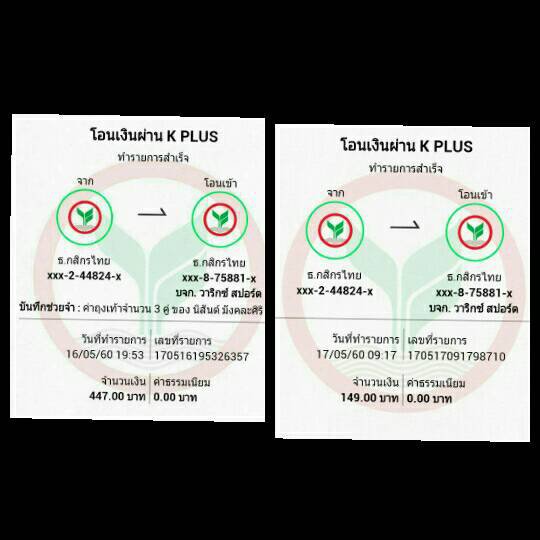 โอนเงินผ่าน K PLUS
ทำรายการสำเร็จ
จาก
โอนเข้า
ธ.กสิกรไทย
xxx-2-44824-x
ธ.กสิกรไทย
xxx-8-75881-x
บจก. วาริกซ์ สปอร์ต
บันทึกช่วยจำ : ค่าถุงเท้าจำนวน 3 คู่ ของ นิสันต์ มังคละคีรี
วันที่ทำรายการ
16/05/60 19:53
เลขที่รายการ
170516195326357
จำนวนเงิน
447.00 บาท
ค่าธรรมเนียม
0.00 บาท
โอนเงินผ่าน K PLUS
ทำรายการสำเร็จ
จาก
โอนเข้า
ธ.กสิกรไทย
xxx-2-44824-x
ธ.กสิกรไทย
xxx-8-75881-x
บจก. วาริกซ์ สปอร์ต
วันที่ทำรายการ
17/05/60 09:17
เลขที่รายการ
170517091798710
จำนวนเงิน
149.00 บาท
ค่าธรรมเนียม
0.00 บาท